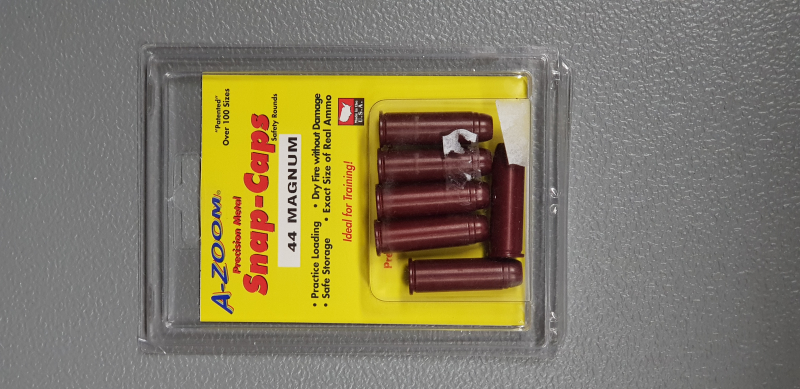 "Patented"
Over 100 Sizes
A-ZOOM
Precision Metal
Snap-Caps
Safety Rounds
44 MAGNUM
• Practice Loading
• Dry Fire without Damage
• Safe Storage
• Exact Size of Real Ammo
Ideal for Training!
U.S.A.
Pre